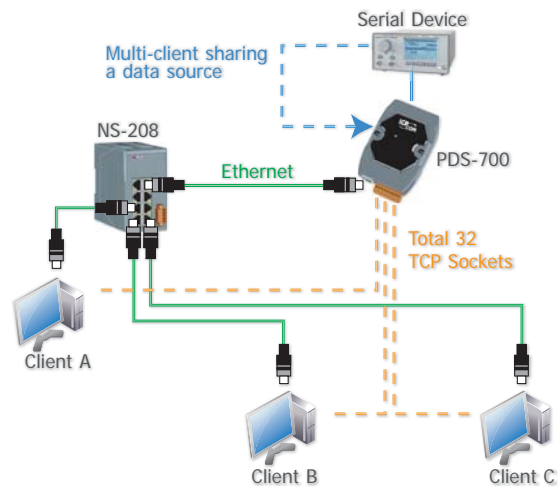 Serial Device
Multi-client sharing
a data source
NS-208
PDS-700
Ethernet
Total 32
TCP Sockets
Client A
Client B
Client C